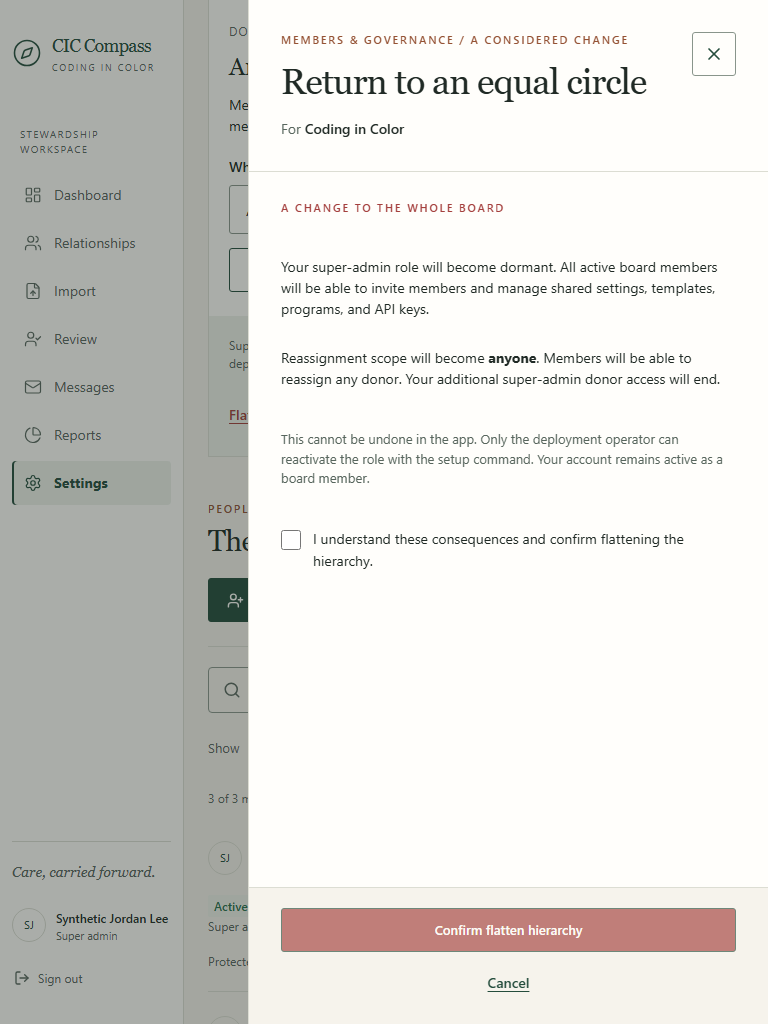 CIC Compass
CODING IN COLOR
STEWARDSHIP
WORKSPACE
Dashboard
Relationships
Import
Review
Messages
Reports
Settings
Care, carried forward.
SJ
Synthetic Jordan Lee
Super admin
Sign out
Show
3 of 3
SJ
Active
MEMBERS & GOVERNANCE / A CONSIDERED CHANGE
Return to an equal circle
For Coding in Color
A CHANGE TO THE WHOLE BOARD
Your super-admin role will become dormant. All active board members
will be able to invite members and manage shared settings, templates,
programs, and API keys.
Reassignment scope will become anyone. Members will be able to
reassign any donor. Your additional super-admin donor access will end.
This cannot be undone in the app. Only the deployment operator can
reactivate the role with the setup command. Your account remains active as a
board member.
I understand these consequences and confirm flattening the
hierarchy.
Confirm flatten hierarchy
Cancel